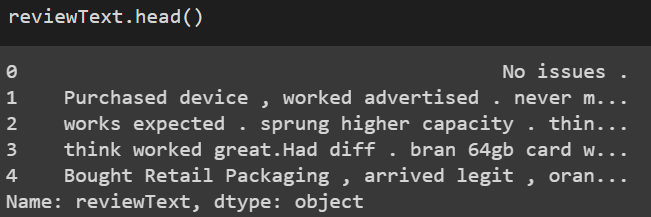 reviewText.head()
0 No issues .
1 Purchased device , worked advertised . never m...
2 works expected . sprung higher capacity . thin...
3 think worked great.Had diff . bran 64gb card w...
4 Bought Retail Packaging , arrived legit , oran...
Name: reviewText, dtype: object